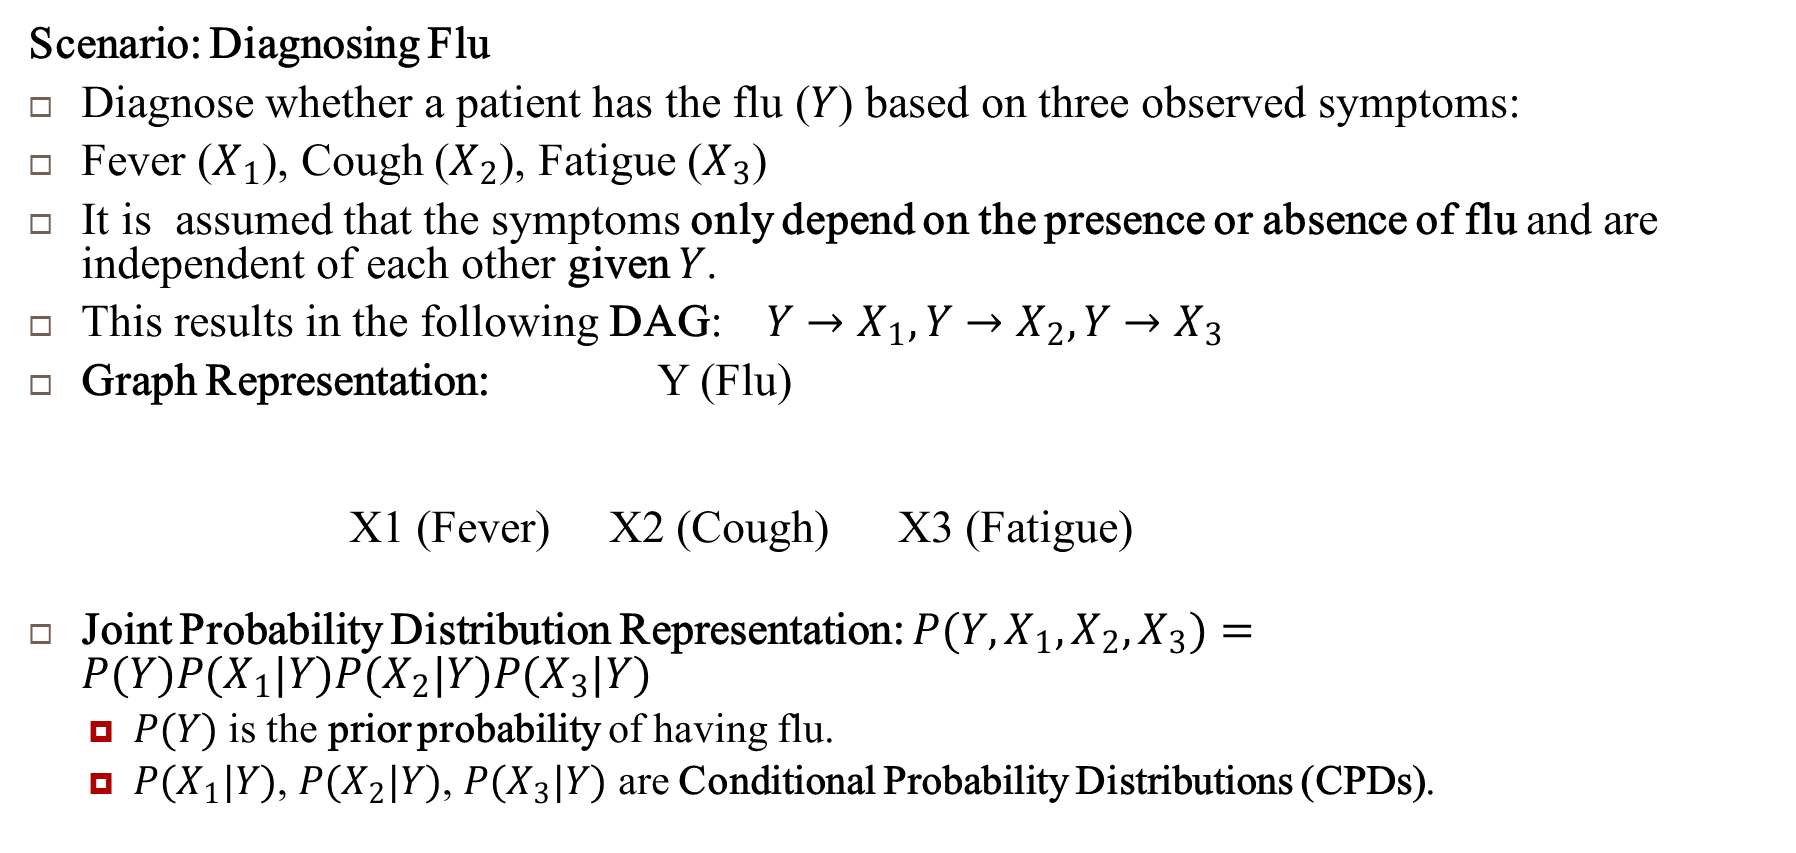 Scenario: Diagnosing Flu
Diagnose whether a patient has the flu (Y) based on three observed symptoms:
Fever (X₁), Cough (X₂), Fatigue (X₃)
It is assumed that the symptoms only depend on the presence or absence of flu and are
independent of each other given Y.
This results in the following DAG: Y → X₁, Y → X₂, Y → X₃
Graph Representation: Y (Flu)
X1 (Fever) X2 (Cough) X3 (Fatigue)
Joint Probability Distribution Representation: P(Y, X₁, X₂, X₃) =
P(Y)P(X₁|Y)P(X₂|Y)P(X₃|Y)
P(Y) is the prior probability of having flu.
P(X₁|Y), P(X₂|Y), P(X₃|Y) are Conditional Probability Distributions (CPDs).